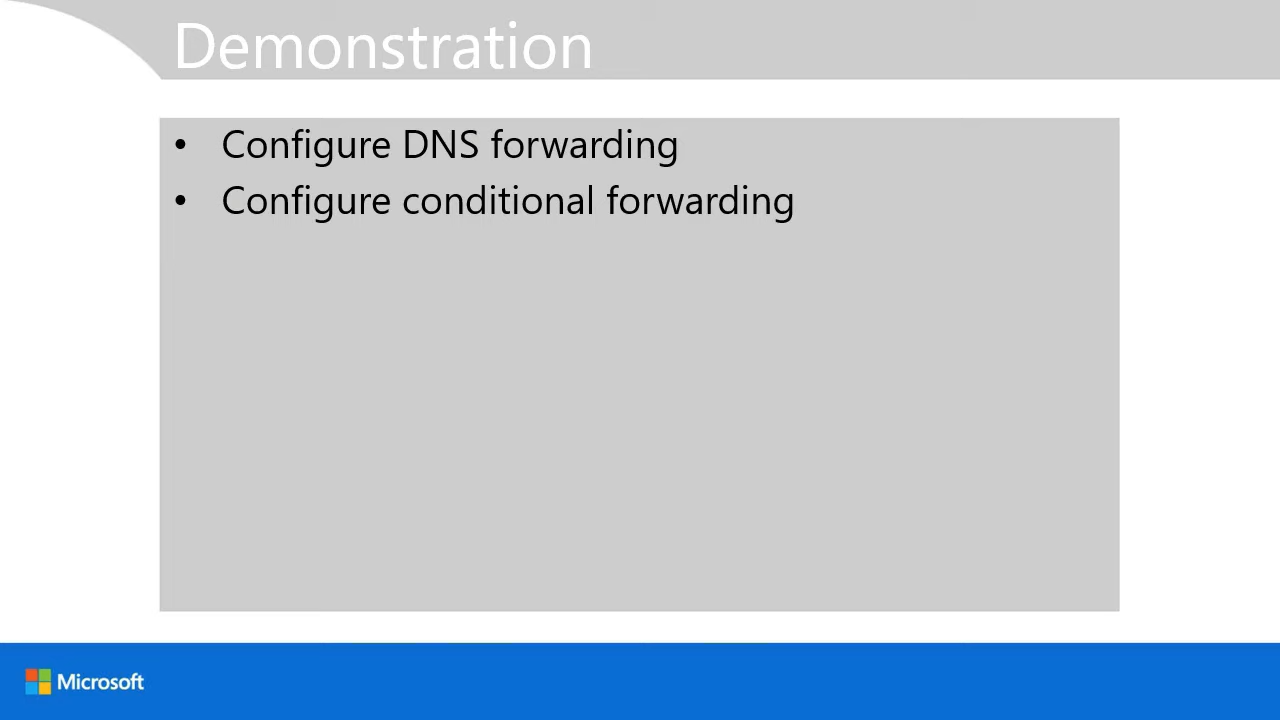 Demonstration
• Configure DNS forwarding
• Configure conditional forwarding
Microsoft